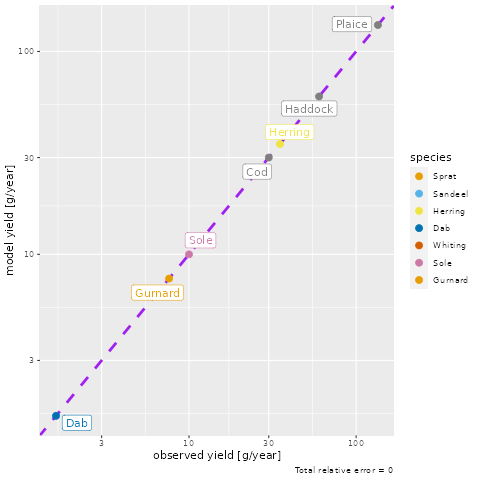 Plaice
100
Haddock
Herring
30
Cod
Sole
10
Gurnard
3
Dab
3
10
30
100
model yield [g/year]
observed yield [g/year]
Total relative error = 0
species
Sprat
Sandeel
Herring
Dab
Whiting
Sole
Gurnard